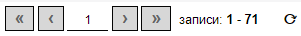 « ‹ 1 › » записи: 1 - 71